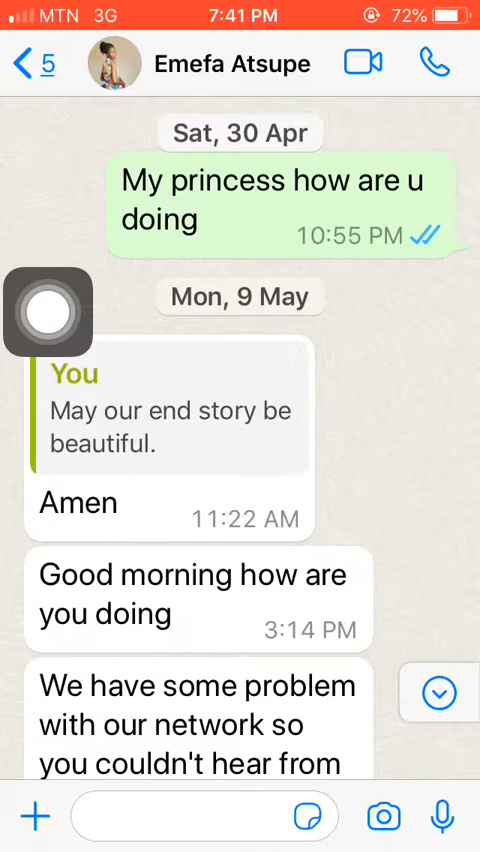 MTN 3G 7:41 PM 72%
5 Emefa Atsupe
Sat, 30 Apr
My princess how are u
doing
10:55 PM
Mon, 9 May
You
May our end story be
beautiful.
Amen
11:22 AM
Good morning how are
you doing
3:14 PM
We have some problem
with our network so
you couldn't hear from